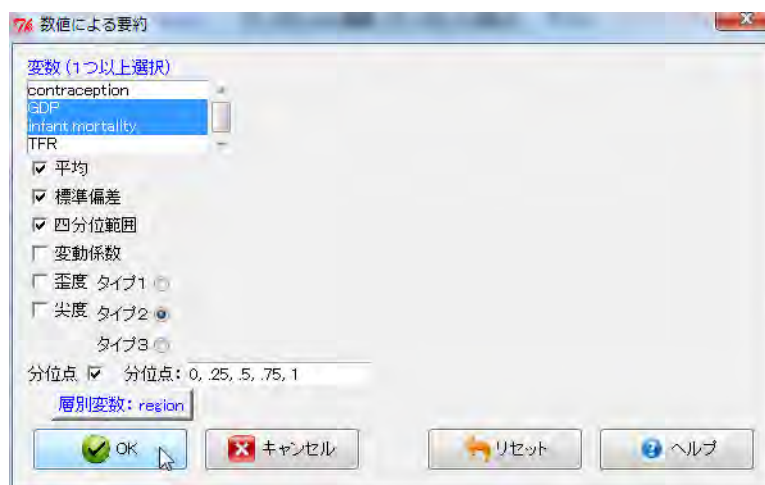 数値による要約
変数 (1つ以上選択)
contraception
GDP
infant.mortality
TFR
平均
標準偏差
四分位範囲
変動係数
歪度 タイプ1
尖度 タイプ2
タイプ3
分位点 分位点: 0, .25, .5, .75, 1
層別変数: region
OK キャンセル リセット ヘルプ